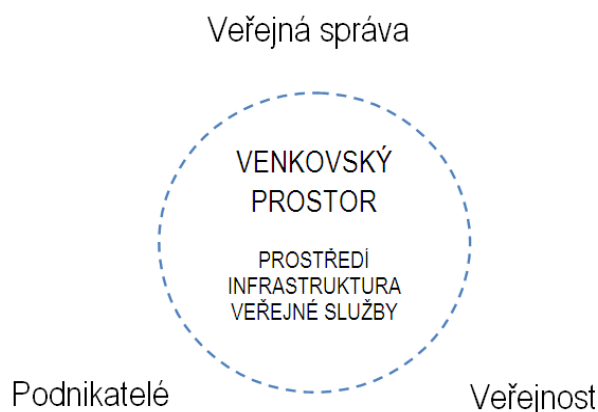 Veřejná správa
VENKOVSKÝ
PROSTOR
PROSTŘEDÍ
INFRASTRUKTURA
VEŘEJNÉ SLUŽBY
Podnikatelé
Veřejnost